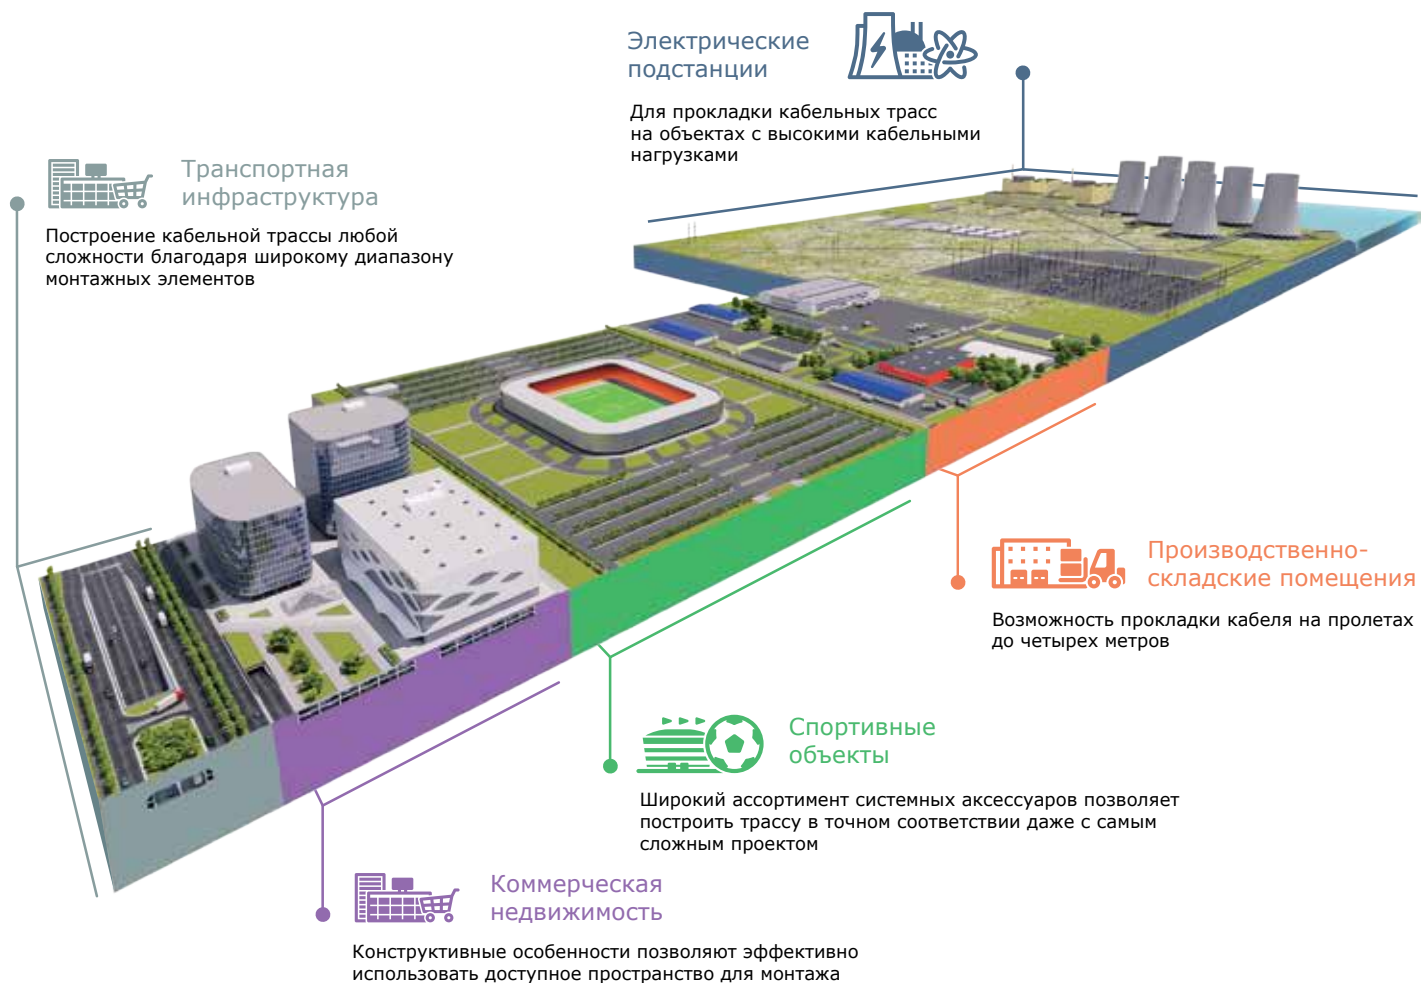 Электрические
подстанции
Для прокладки кабельных трасс
на объектах с высокими кабельными
нагрузками
Транспортная
инфраструктура
Построение кабельной трассы любой
сложности благодаря широкому диапазону
монтажных элементов
Производственно-
складские помещения
Возможность прокладки кабеля на пролетах
до четырех метров
Спортивные
объекты
Широкий ассортимент системных аксессуаров позволяет
построить трассу в точном соответствии даже с самым
сложным проектом
Коммерческая
недвижимость
Конструктивные особенности позволяют эффективно
использовать доступное пространство для монтажа